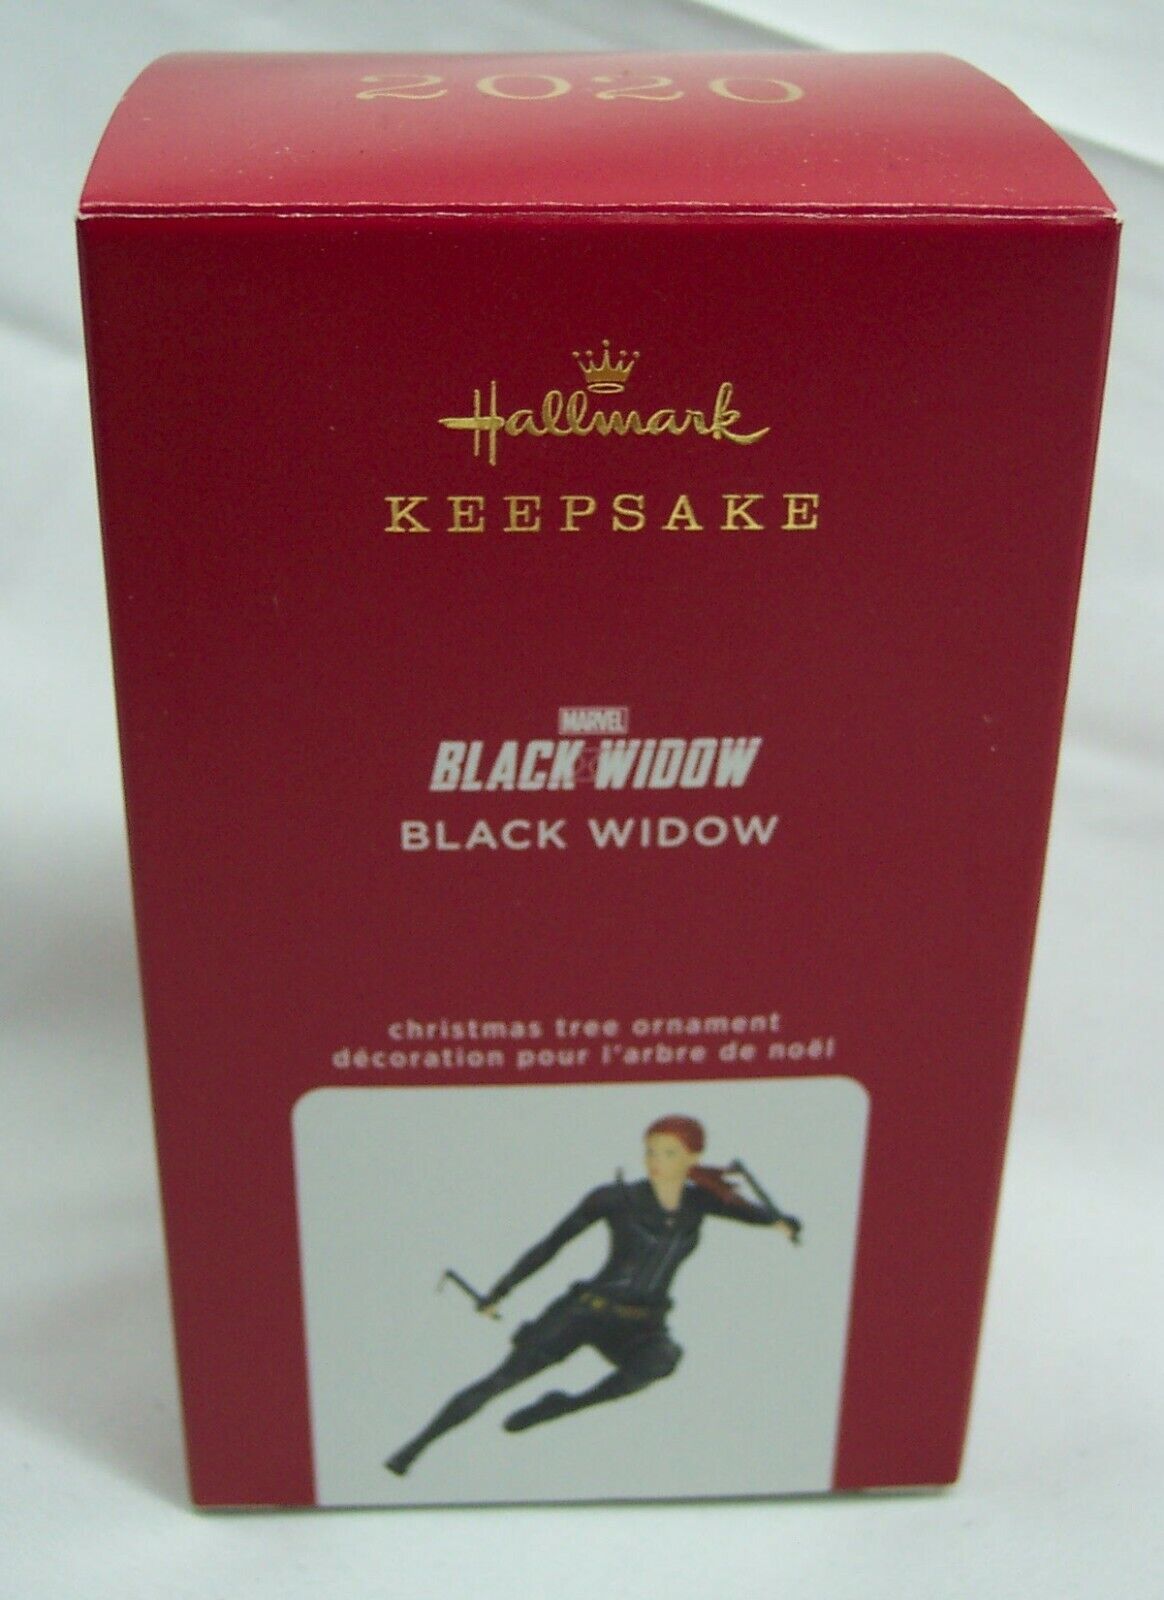 2020
Hallmark
KEEPSAKE
MARVEL
BLACK WIDOW
BLACK WIDOW
christmas tree ornament
décoration pour l'arbre de noël